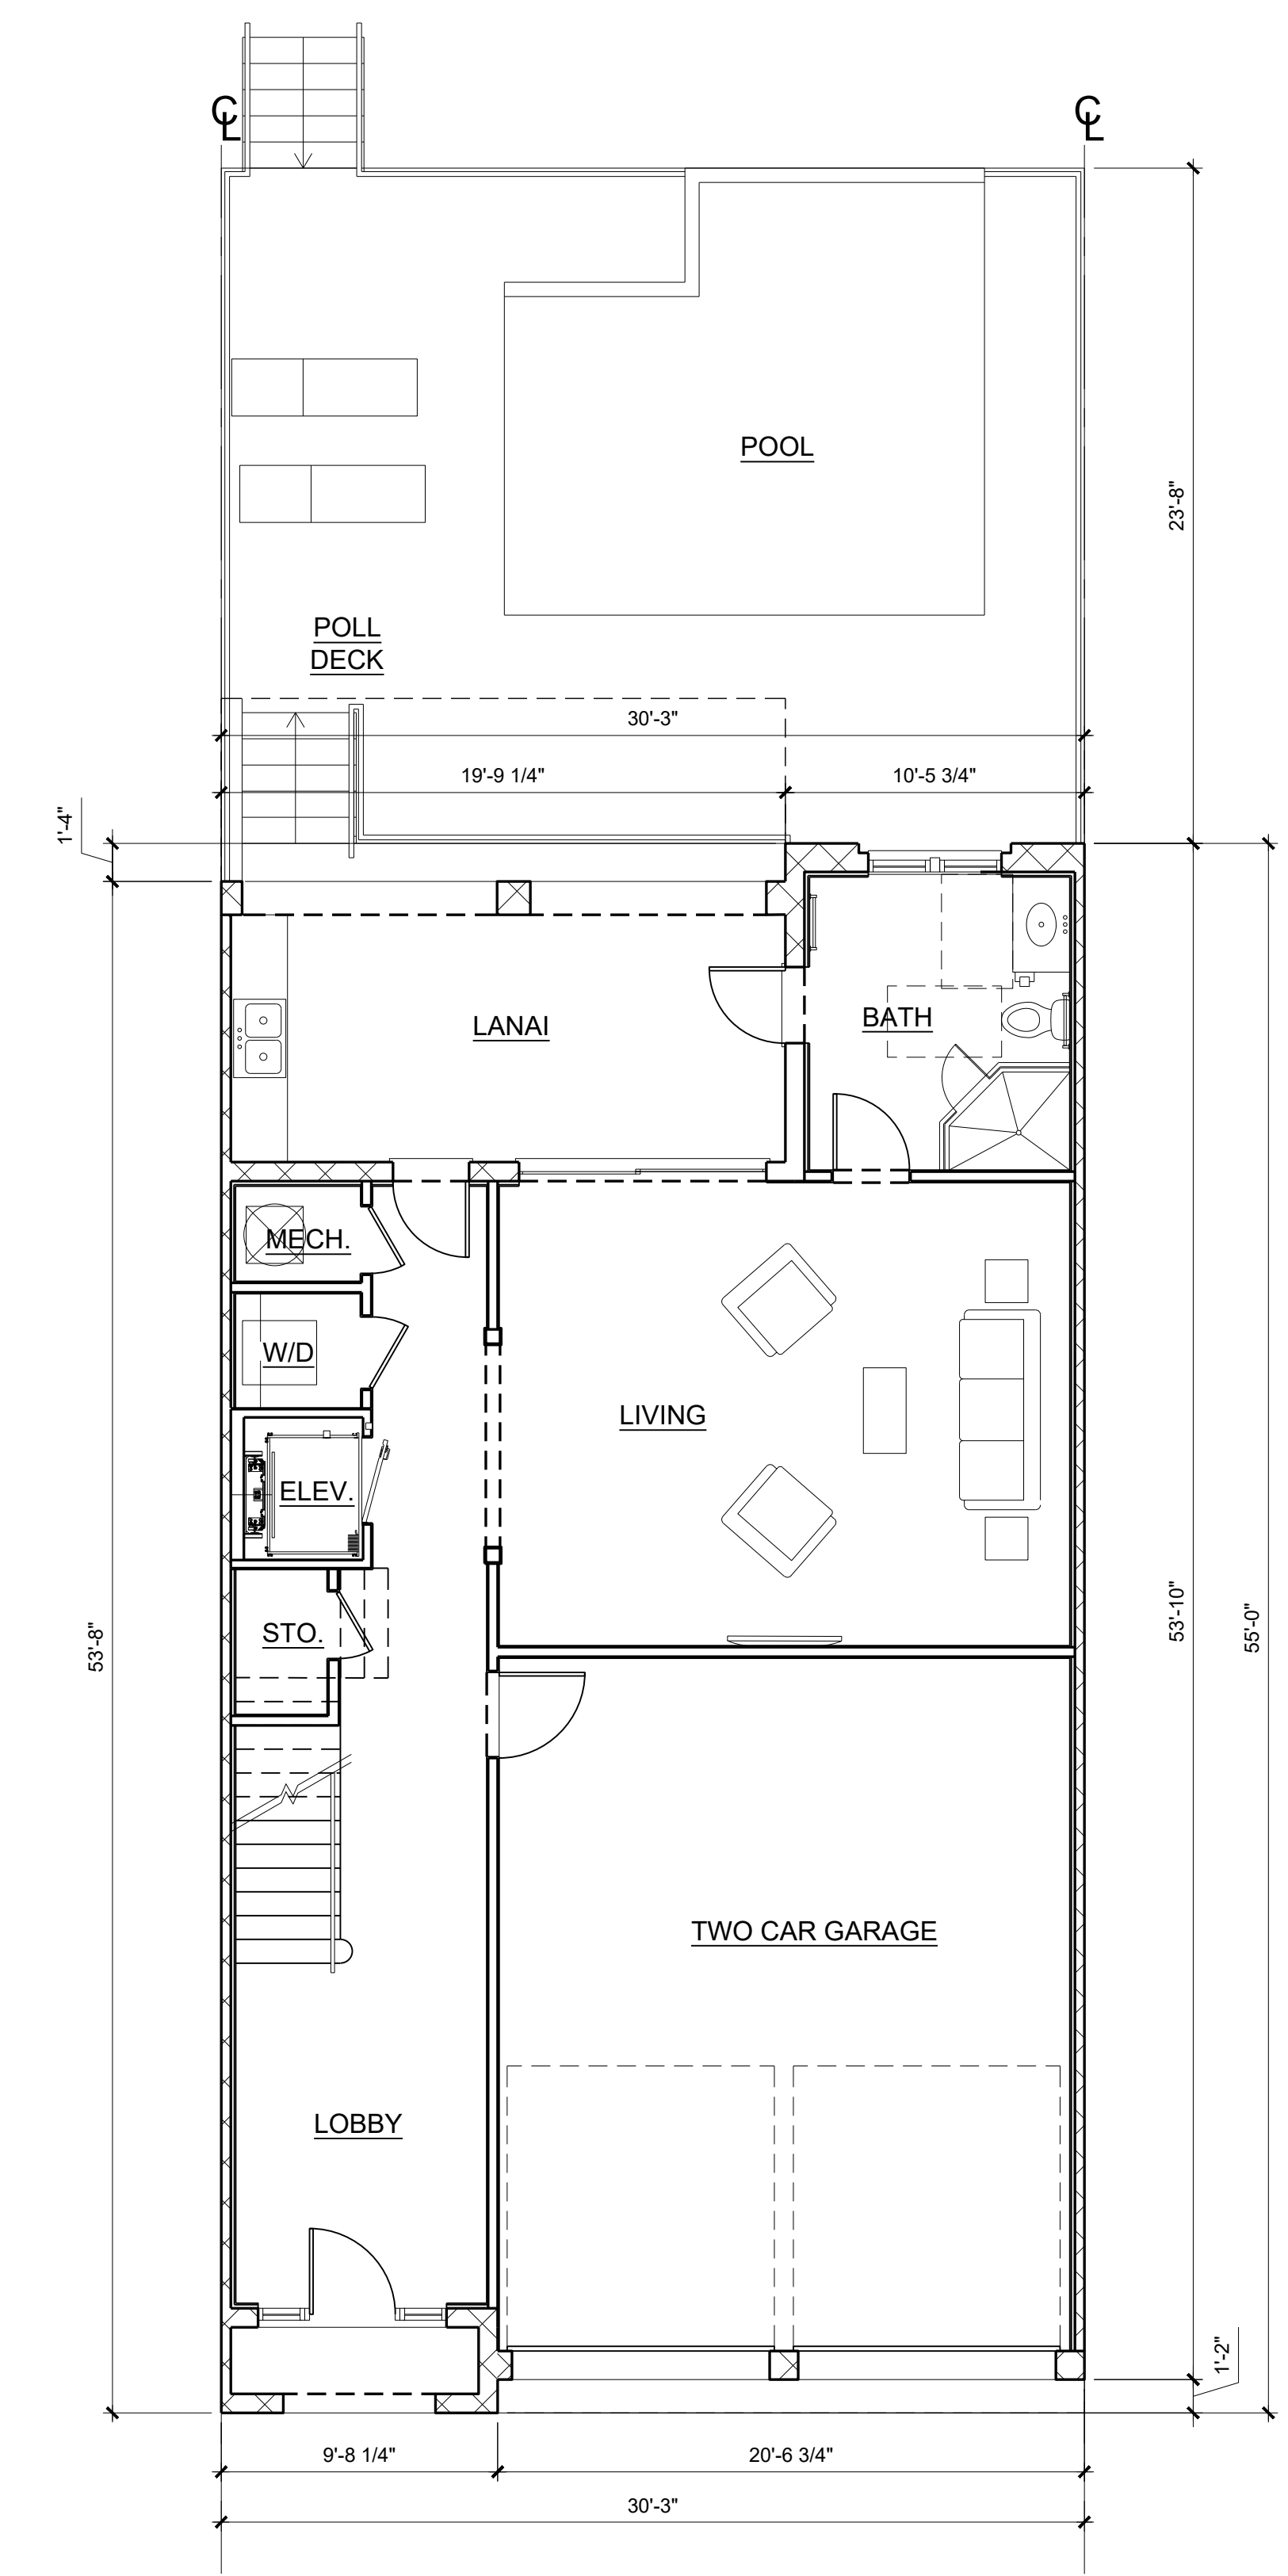 CL
CL
POOL
23'-8"
POLL
DECK
30'-3"
19'-9 1/4"
10'-5 3/4"
1'-4"
LANAI
BATH
MECH.
W/D
LIVING
ELEV.
STO.
53'-8"
53'-10"
55'-0"
TWO CAR GARAGE
LOBBY
1'-2"
9'-8 1/4"
20'-6 3/4"
30'-3"